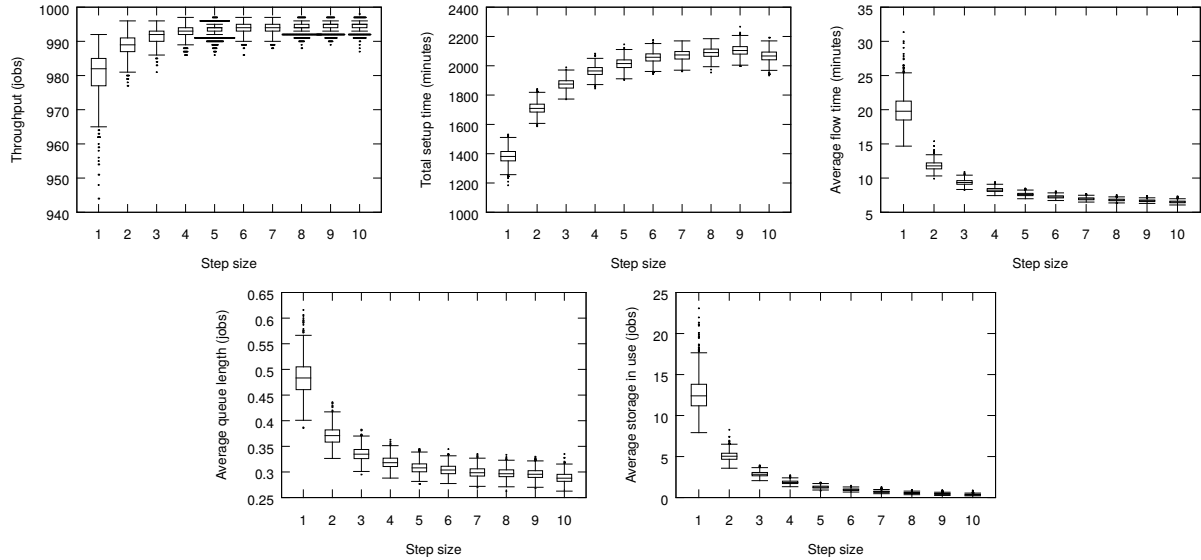 Throughput (jobs)
1000
990
980
970
960
950
940
1 2 3 4 5 6 7 8 9 10
Step size
Total setup time (minutes)
2400
2200
2000
1800
1600
1400
1200
1000
1 2 3 4 5 6 7 8 9 10
Step size
Average flow time (minutes)
35
30
25
20
15
10
5
1 2 3 4 5 6 7 8 9 10
Step size
Average queue length (jobs)
0.65
0.6
0.55
0.5
0.45
0.4
0.35
0.3
0.25
1 2 3 4 5 6 7 8 9 10
Step size
Average storage in use (jobs)
25
20
15
10
5
0
1 2 3 4 5 6 7 8 9 10
Step size